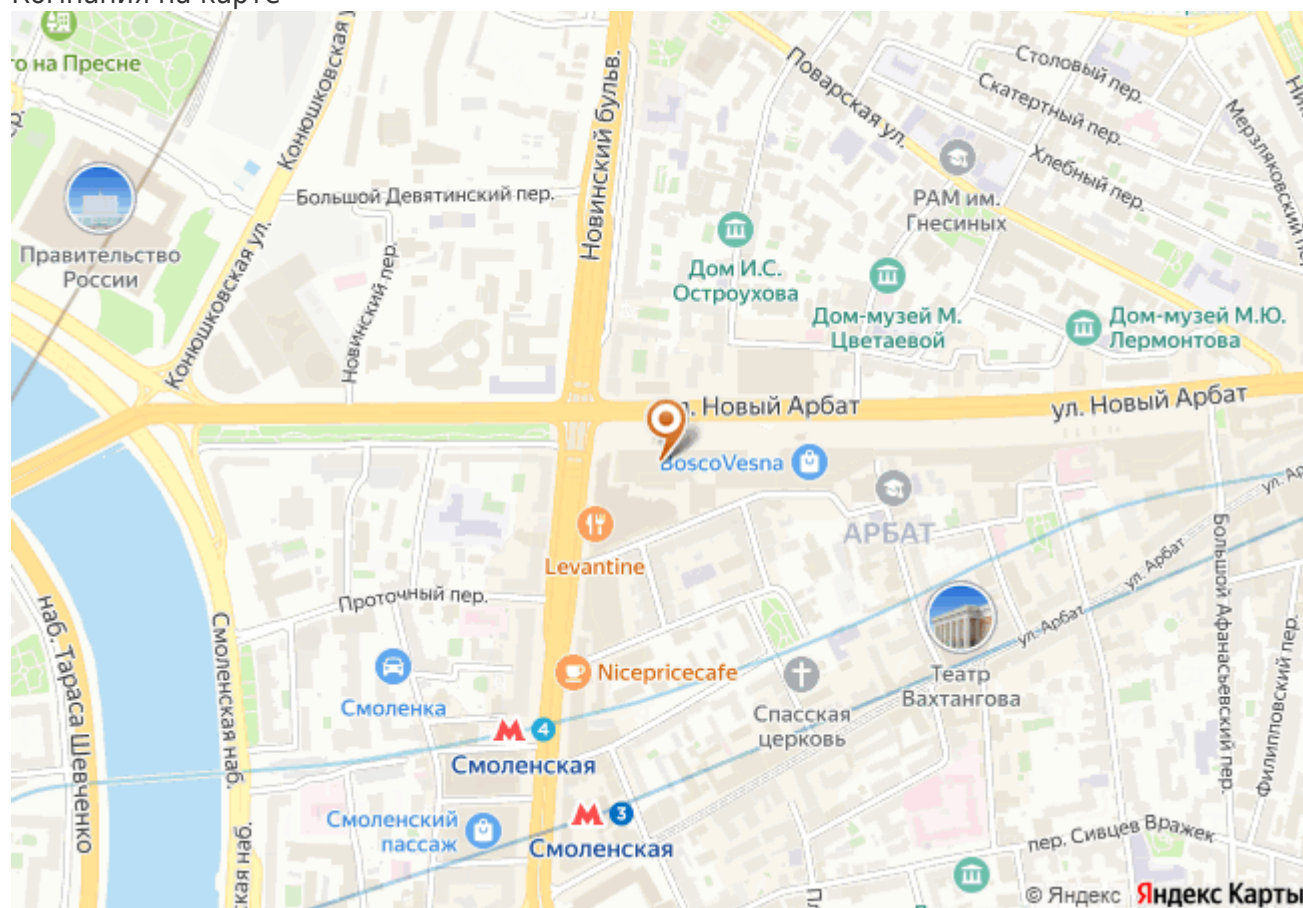 Компания на карте
о на Пресне
Конюшковская у
Новинский бульв.
Столовый пер.
Поварская ул.
Скатертный пер.
Мерзляковский пер
Хлебный пер.
РАМ им.
Гнесиных
Большой Девятинский пер.
Правительство
России
Конюшковская ул.
Новинский пер.
Дом И.С.
Остроухова
Дом-музей М.
Цветаевой
Дом-музей М.Ю.
Лермонтова
л. Новый Арбат
ул. Новый Арбат
BoscoVesna
АРБАТ
ул. Ар
ул. Арбат
ул. Арбат
Levantine
Проточный пер.
наб. Тараса Шевченко
Смоленская наб.
Большой Афанасьевский пер.
Филипповский пер.
Nicepricecafe
Смоленка
Театр
Вахтангова
Спасская
церковь
4
Смоленская
3
Смоленская
Смоленский
пассаж
ская наб.
пер. Сивцев Вражек
Пл
© Яндекс Яндекс Карты